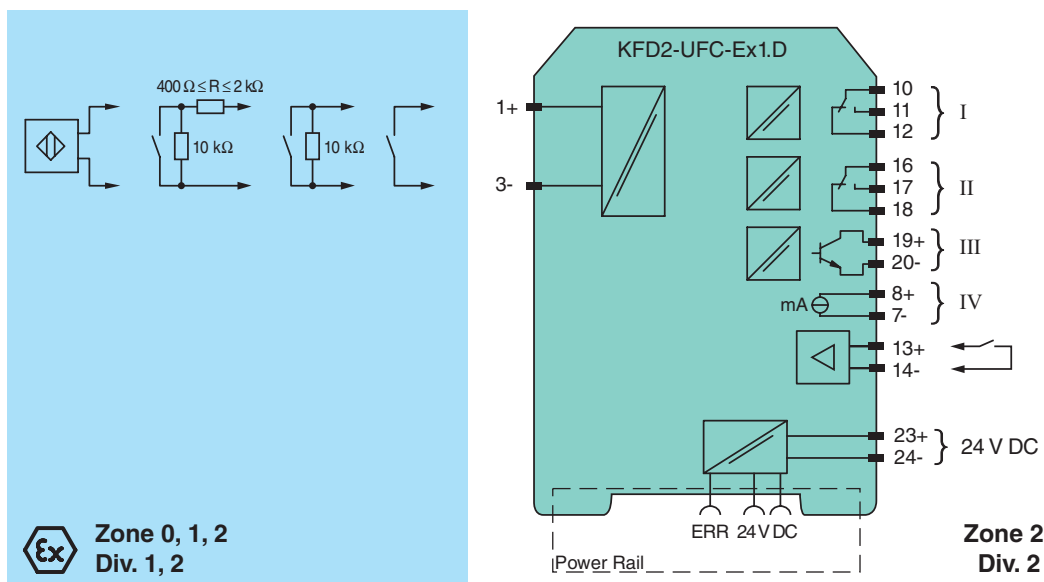 KFD2-UFC-Ex1.D
400 Ω ≤ R ≤ 2 kΩ
10 kΩ
10 kΩ
1+
3-
10
11
12
I
16
17
18
II
19+
20-
III
mA
8+
7-
IV
13+
14-
23+
24-
24 V DC
ERR 24 V DC
Power Rail
Ex
Zone 0, 1, 2
Div. 1, 2
Zone 2
Div. 2